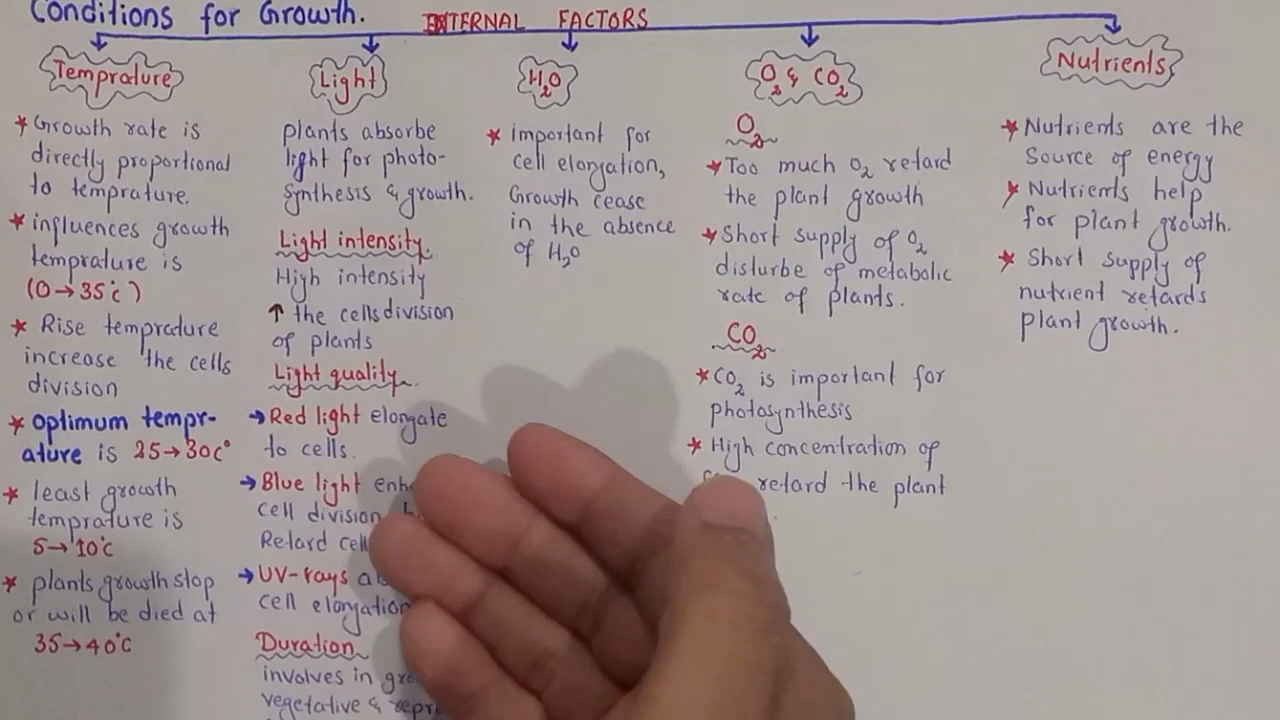 Conditions for Growth.
EXTERNAL FACTORS
Temprature
* Growth rate is
directly proportional
to temprature.
* influences growth
temprature is
(0→35°c)
* Rise temprature
increase the cells
division
* optimum tempr-
ature is 25→30c°
* least growth
temprature is
5→10°c
* plants growth stop
or will be died at
35→40°c
Light
plants absorbe
light for photo-
synthesis & growth.
Light intensity
High intensity
↑ the cells division
of plants
Light quality
→ Red light elongate
to cells.
→ Blue light
cell division
Retard
→ UV-rays
cell elongation
Duration
involves in
vegetative &
H2O
* important for
cell elongation,
Growth cease
in the absence
of H2O
O2 & CO2
O2
* Too much O2 retard
the plant growth
* Short supply of O2
disturbe of metabolic
rate of plants.
CO2
* CO2 is important for
photosynthesis
* High concentration of
retard the plant
Nutrients
* Nutrients are the
Source of energy
* Nutrients help
for plant growth.
* Short supply of
nutrient retards
plant growth.